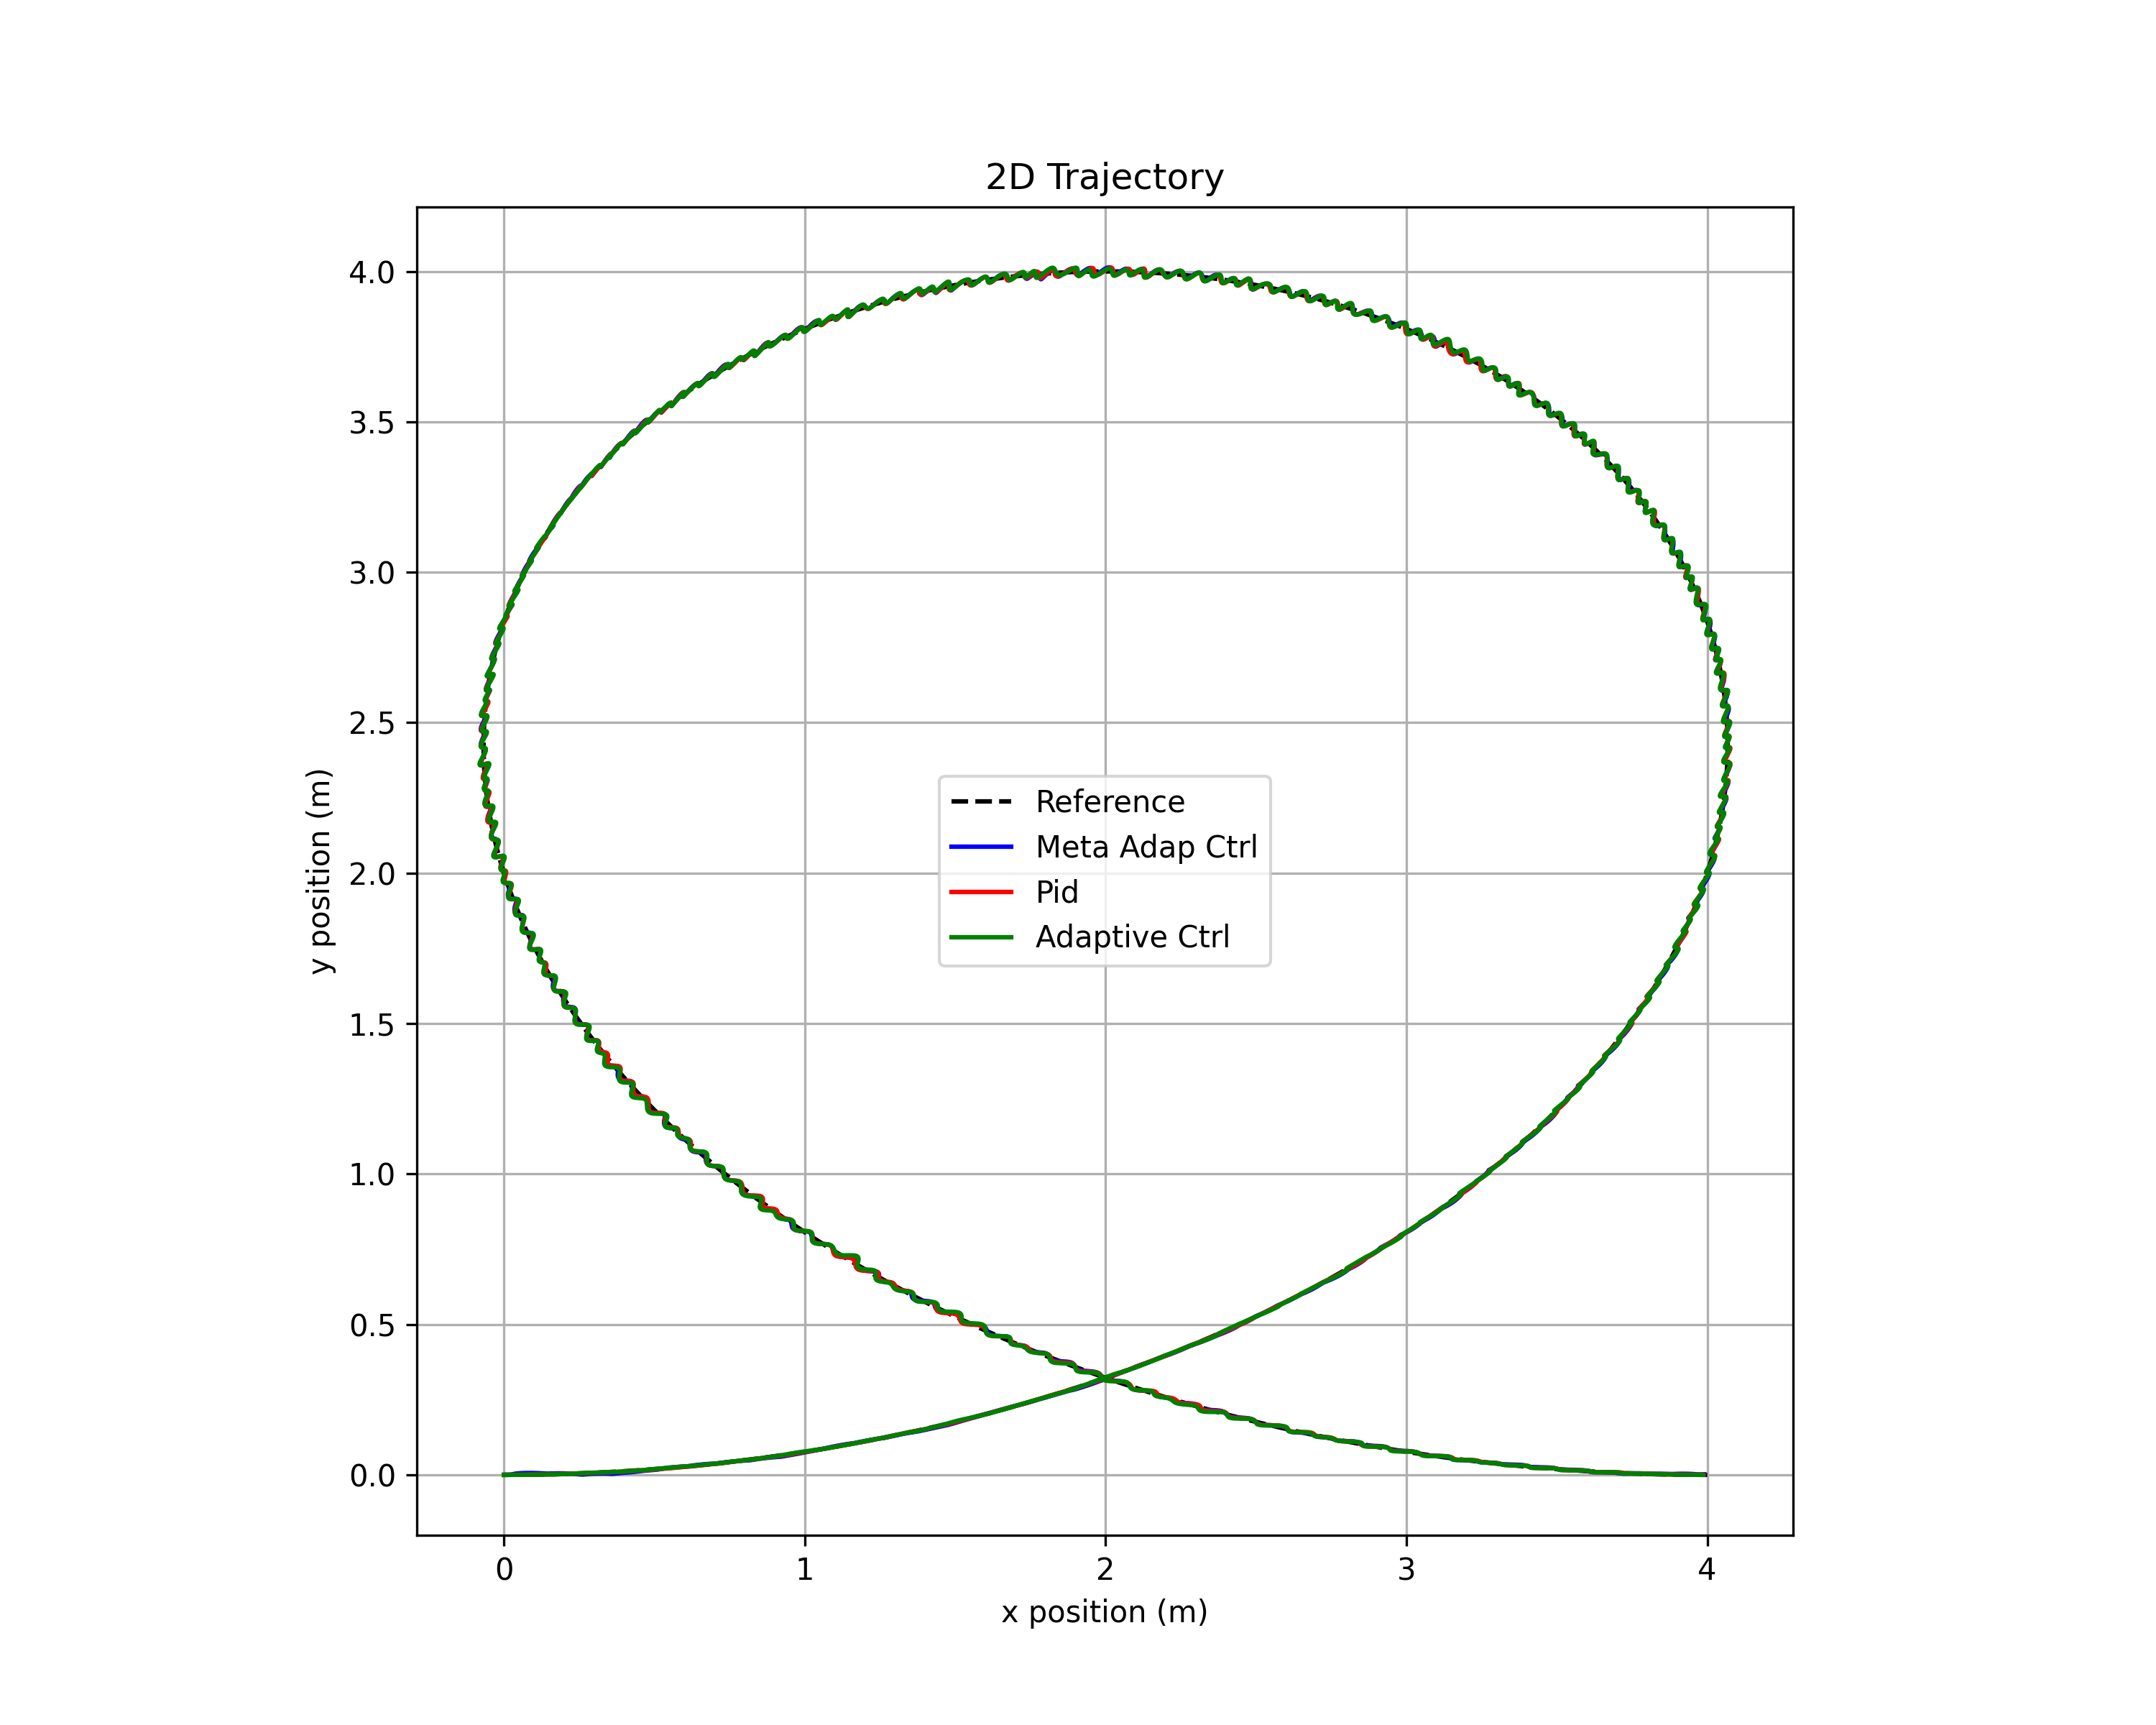 2D Trajectory
4.0
3.5
3.0
2.5
2.0
1.5
1.0
0.5
0.0
y position (m)
Reference
Meta Adap Ctrl
Pid
Adaptive Ctrl
0 1 2 3 4
x position (m)